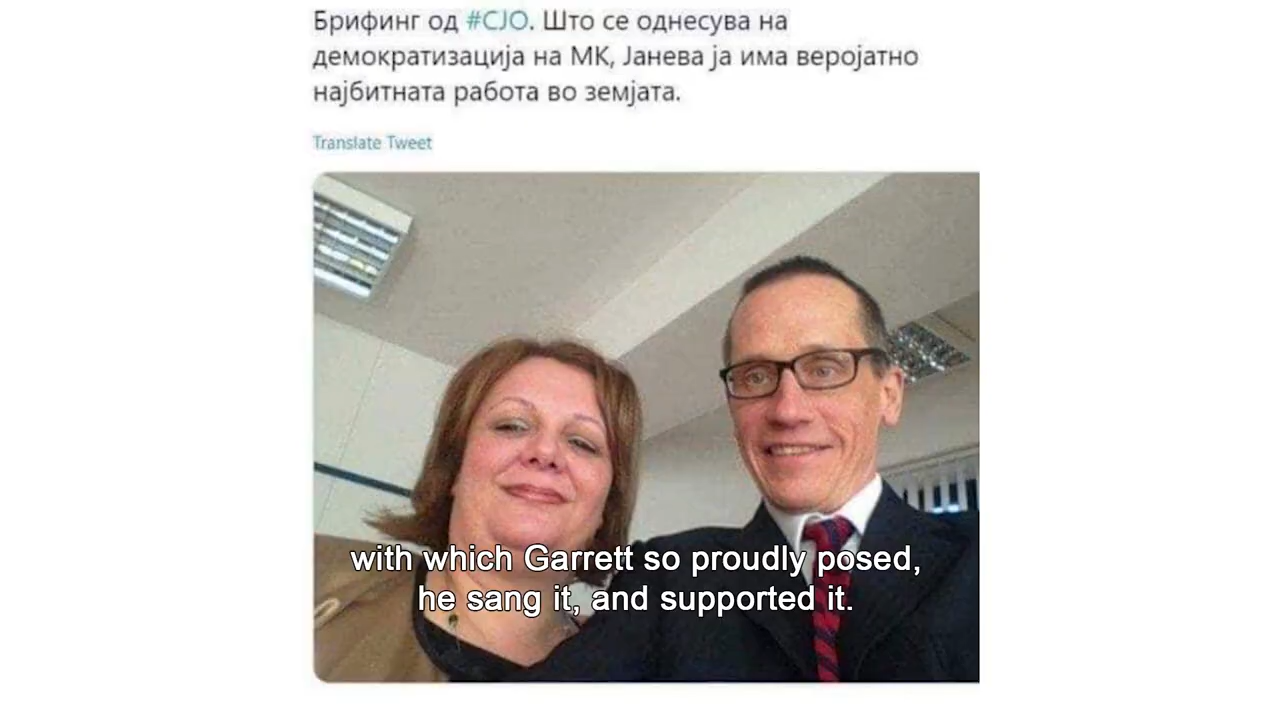 Брифинг од #CJO. Што се однесува на
демократизација на МК, Јанева ја има веројатно
најбитната работа во земјата.
Translate Tweet
with which Garrett so proudly posed,
he sang it, and supported it.